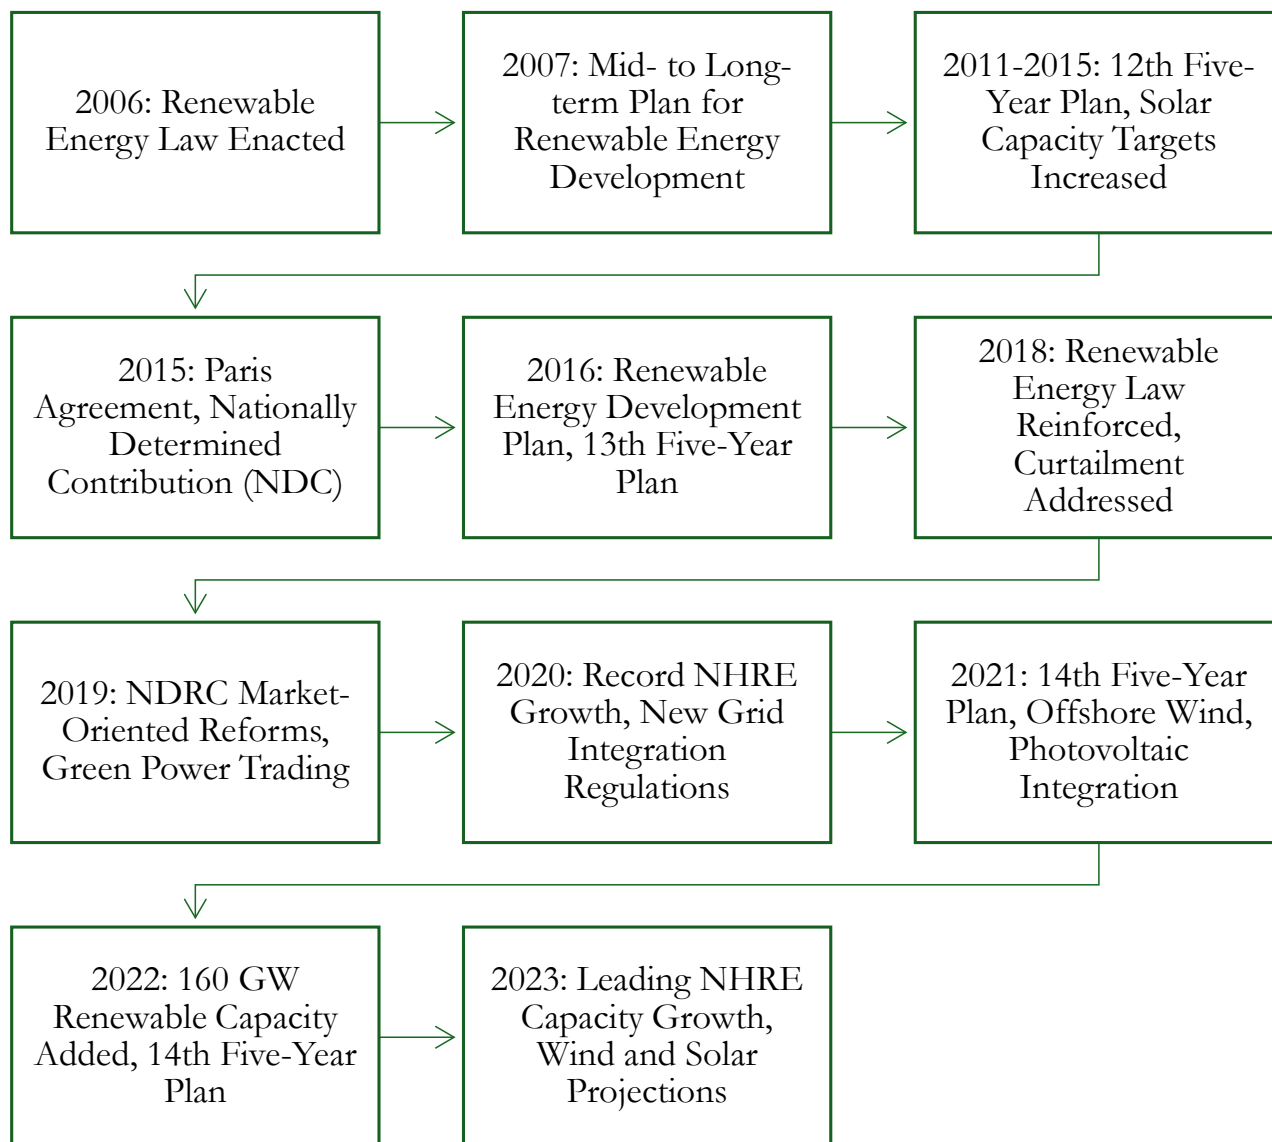 2006: Renewable
Energy Law Enacted
2007: Mid- to Long-
term Plan for
Renewable Energy
Development
2011-2015: 12th Five-
Year Plan, Solar
Capacity Targets
Increased
2015: Paris
Agreement, Nationally
Determined
Contribution (NDC)
2016: Renewable
Energy Development
Plan, 13th Five-Year
Plan
2018: Renewable
Energy Law
Reinforced,
Curtailment
Addressed
2019: NDRC Market-
Oriented Reforms,
Green Power Trading
2020: Record NHRE
Growth, New Grid
Integration
Regulations
2021: 14th Five-Year
Plan, Offshore Wind,
Photovoltaic
Integration
2022: 160 GW
Renewable Capacity
Added, 14th Five-Year
Plan
2023: Leading NHRE
Capacity Growth,
Wind and Solar
Projections